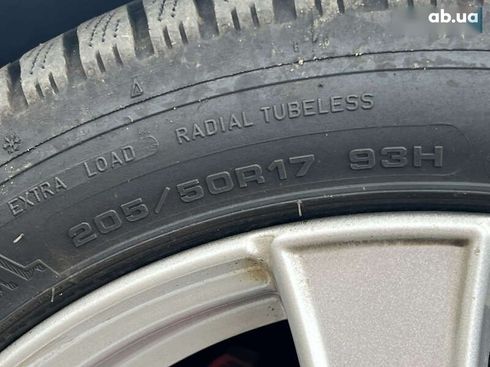 ab.ua
EXTRA LOAD RADIAL TUBELESS
205/50R17 93H